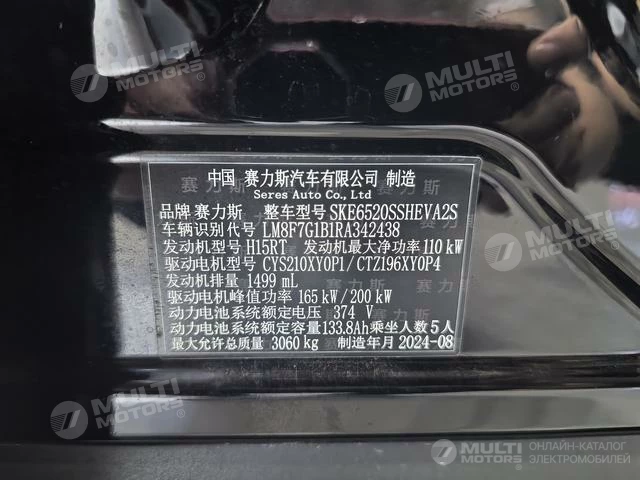 MULTI MOTORS®
MULTI MOTORS®
中国 赛力斯汽车有限公司 制造
Seres Auto Co., Ltd
品牌 赛力斯 整车型号 SKE6520SSHEVA2S
车辆识别代号 LM8F7G1B1RA342438
发动机型号 H15RT 发动机最大净功率 110 kW
驱动电机型号 CYS210XY0P1/CTZ196XY0P4
发动机排量 1499 mL
驱动电机峰值功率 165 kW/200 kW
动力电池系统额定电压 374 V
动力电池系统额定容量 133.8Ah 乘坐人数 5 人
最大允许总质量 3060 kg 制造年月 2024-08
MULTI MOTORS®
MULTI MOTORS®
MULTI MOTORS®
ОНЛАЙН-КАТАЛОГ
ЭЛЕКТРОМОБИЛЕЙ